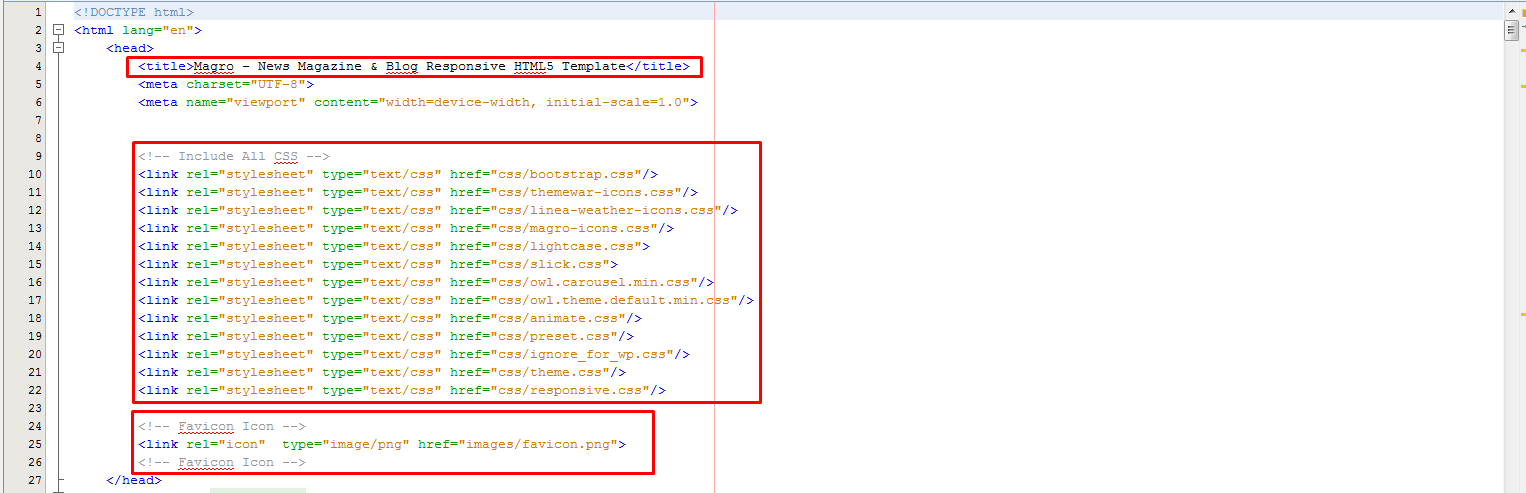 1 <!DOCTYPE html>
2 <html lang="en">
3 <head>
4 <title>Magro - News Magazine & Blog Responsive HTML5 Template</title>
5 <meta charset="UTF-8">
6 <meta name="viewport" content="width=device-width, initial-scale=1.0">
7
8
9 <!-- Include All CSS -->
10 <link rel="stylesheet" type="text/css" href="css/bootstrap.css"/>
11 <link rel="stylesheet" type="text/css" href="css/themewar-icons.css"/>
12 <link rel="stylesheet" type="text/css" href="css/linea-weather-icons.css"/>
13 <link rel="stylesheet" type="text/css" href="css/magro-icons.css"/>
14 <link rel="stylesheet" type="text/css" href="css/lightcase.css">
15 <link rel="stylesheet" type="text/css" href="css/slick.css">
16 <link rel="stylesheet" type="text/css" href="css/owl.carousel.min.css"/>
17 <link rel="stylesheet" type="text/css" href="css/owl.theme.default.min.css"/>
18 <link rel="stylesheet" type="text/css" href="css/animate.css"/>
19 <link rel="stylesheet" type="text/css" href="css/preset.css"/>
20 <link rel="stylesheet" type="text/css" href="css/ignore_for_wp.css"/>
21 <link rel="stylesheet" type="text/css" href="css/theme.css"/>
22 <link rel="stylesheet" type="text/css" href="css/responsive.css"/>
23
24 <!-- Favicon Icon -->
25 <link rel="icon"  type="image/png" href="images/favicon.png">
26 <!-- Favicon Icon -->
27 </head>